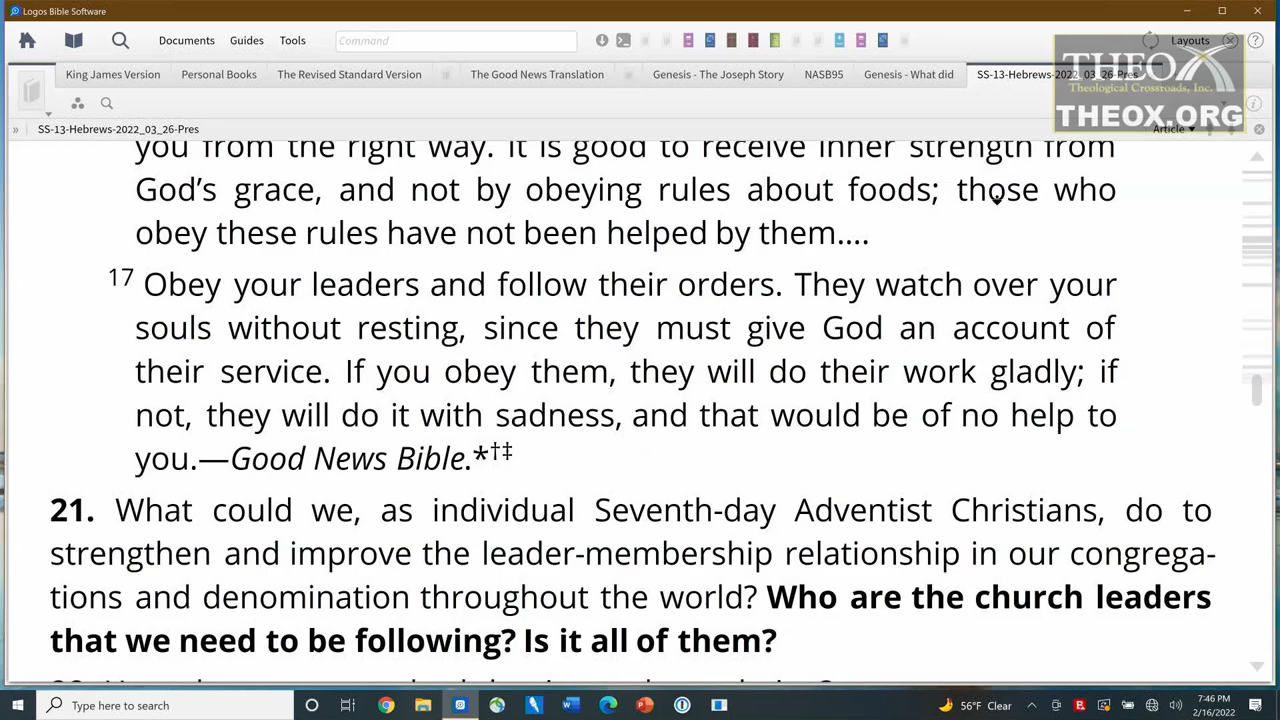 Logos Bible Software
Documents Guides Tools Command Layouts
King James Version Personal Books The Revised Standard Version The Good News Translation Genesis - The Joseph Story NASB95 Genesis - What did SS-13-Hebrews-2022_03_26-Pres
THEOX
Theological Crossroads, Inc.
THEOX.ORG
SS-13-Hebrews-2022_03_26-Pres Article
you from the right way. It is good to receive inner strength from
God’s grace, and not by obeying rules about foods; those who
obey these rules have not been helped by them....
17 Obey your leaders and follow their orders. They watch over your
souls without resting, since they must give God an account of
their service. If you obey them, they will do their work gladly; if
not, they will do it with sadness, and that would be of no help to
you.—Good News Bible.*†‡
21. What could we, as individual Seventh-day Adventist Christians, do to
strengthen and improve the leader-membership relationship in our congrega-
tions and denomination throughout the world? Who are the church leaders
that we need to be following? Is it all of them?
Type here to search 56°F Clear 7:46 PM
2/16/2022